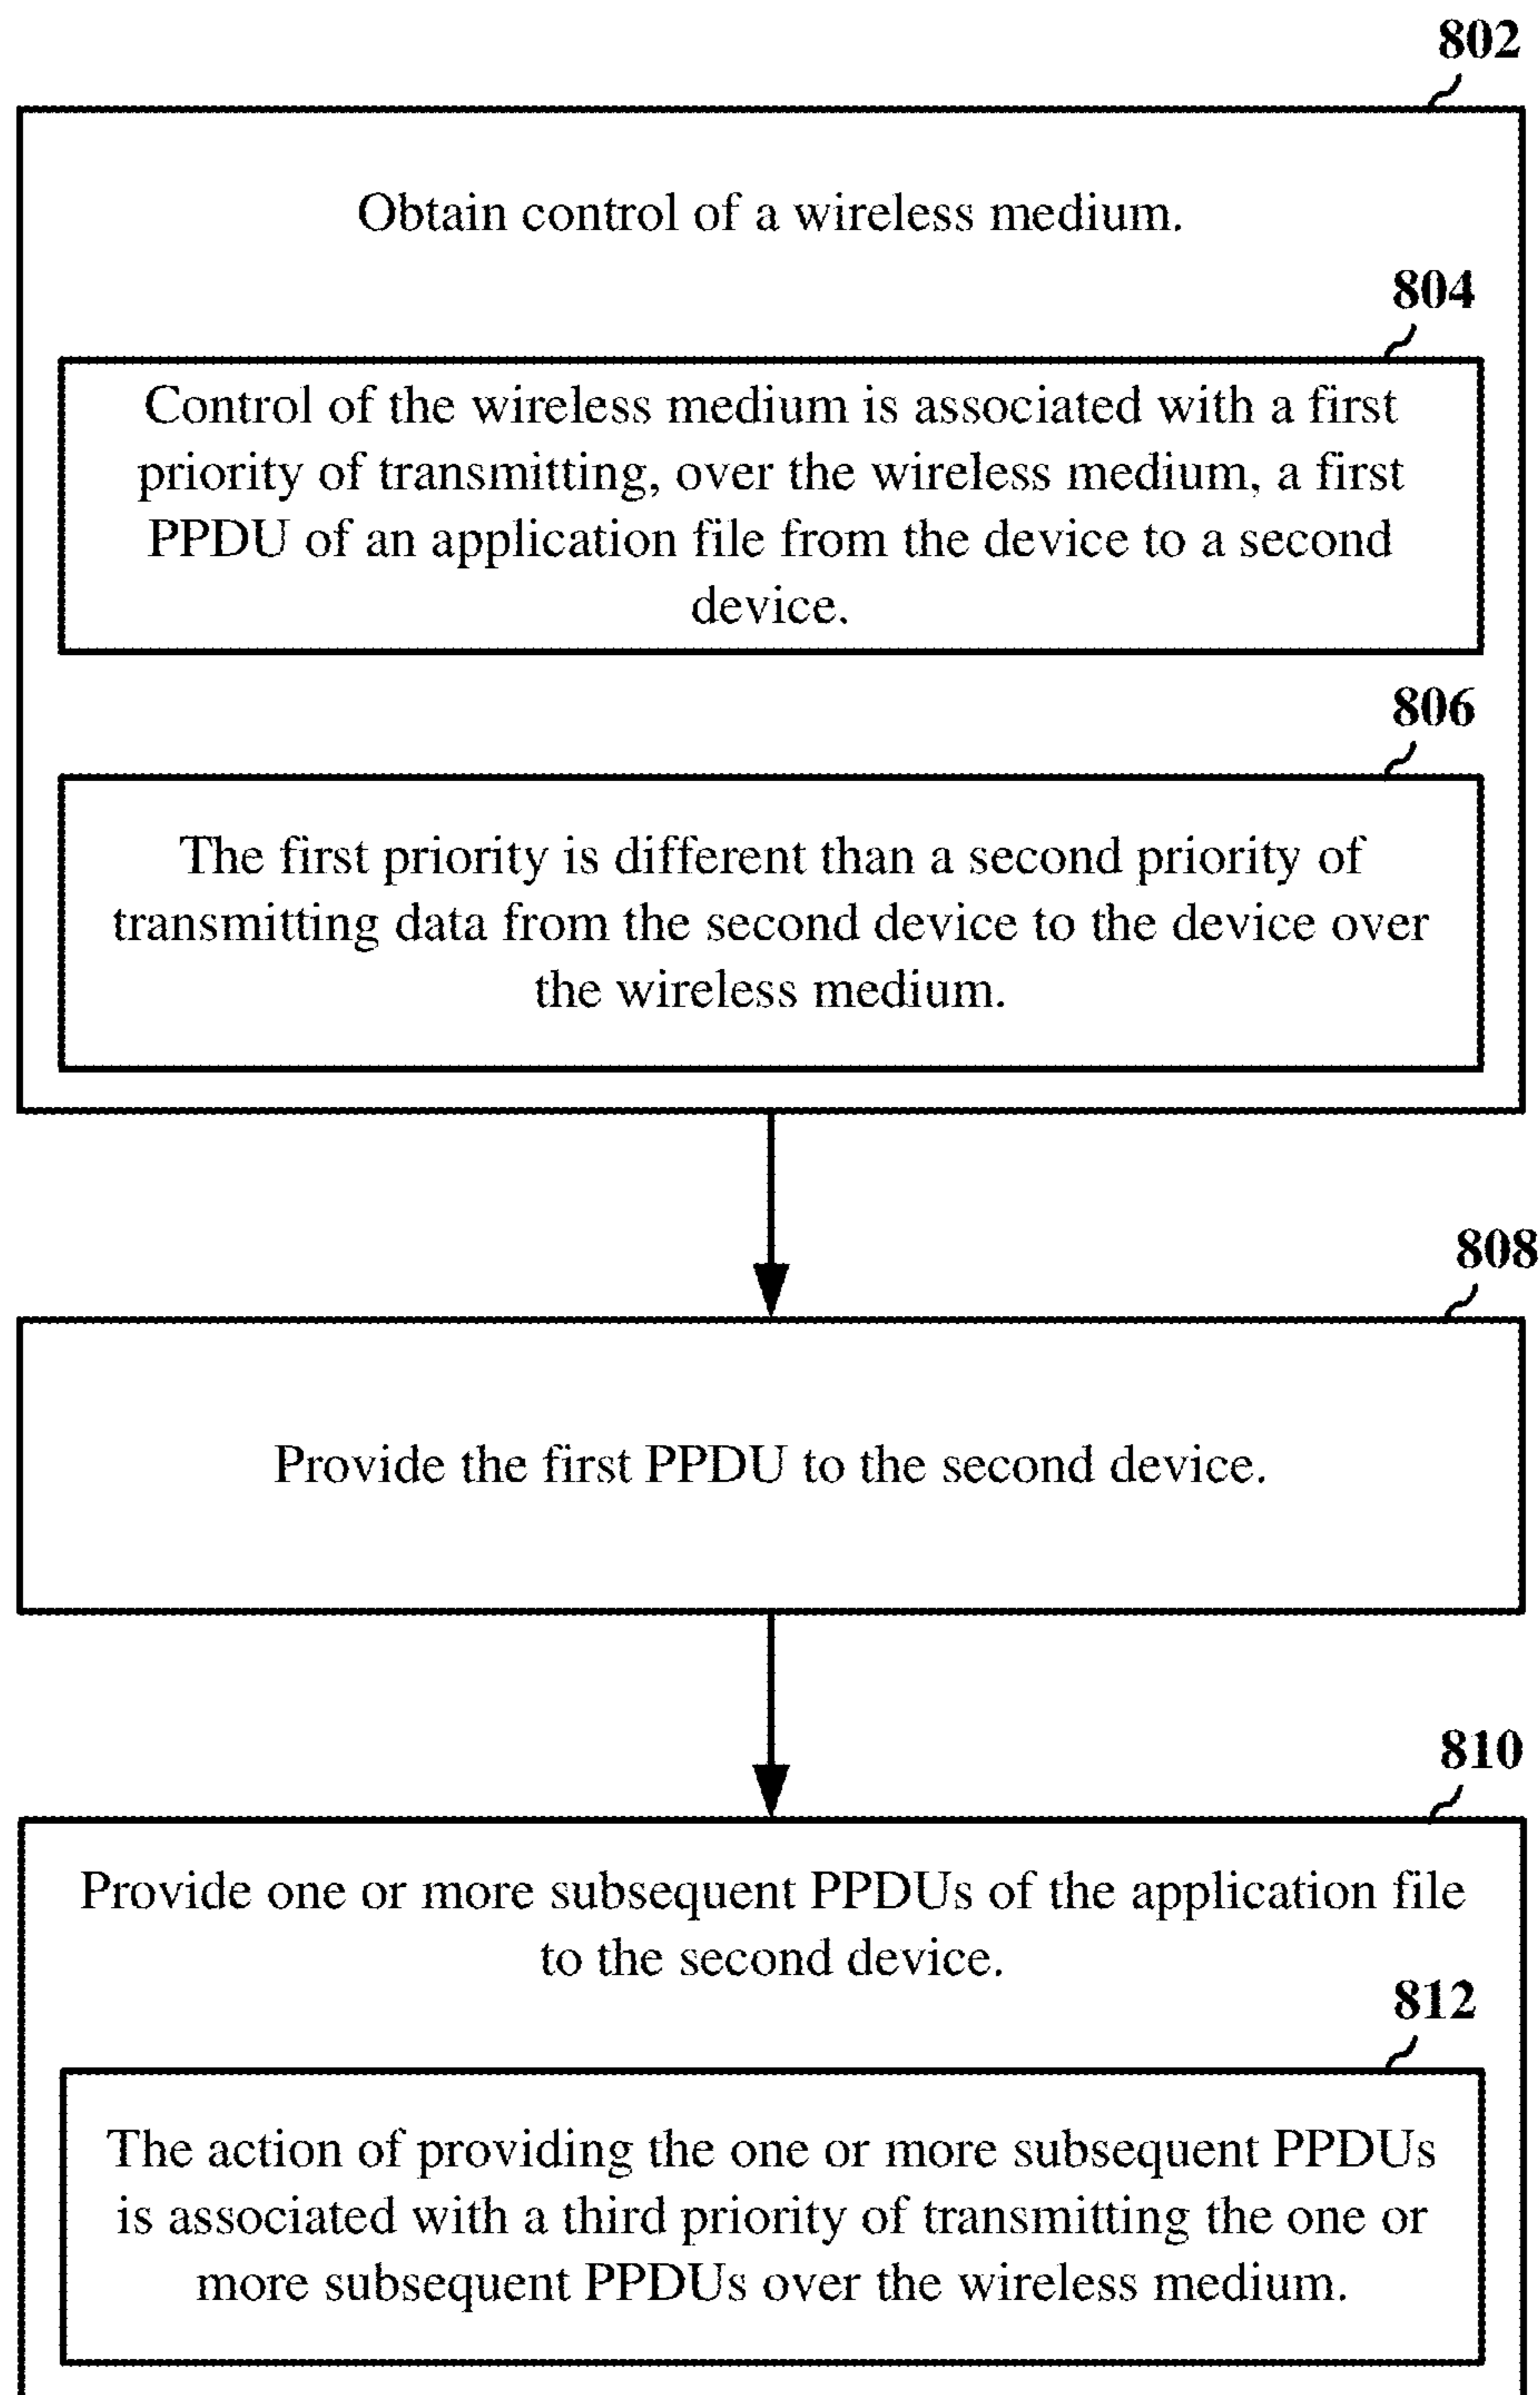 802
Obtain control of a wireless medium.
804
Control of the wireless medium is associated with a first
priority of transmitting, over the wireless medium, a first
PPDU of an application file from the device to a second
device.
806
The first priority is different than a second priority of
transmitting data from the second device to the device over
the wireless medium.
808
Provide the first PPDU to the second device.
810
Provide one or more subsequent PPDUs of the application file
to the second device.
812
The action of providing the one or more subsequent PPDUs
is associated with a third priority of transmitting the one or
more subsequent PPDUs over the wireless medium.